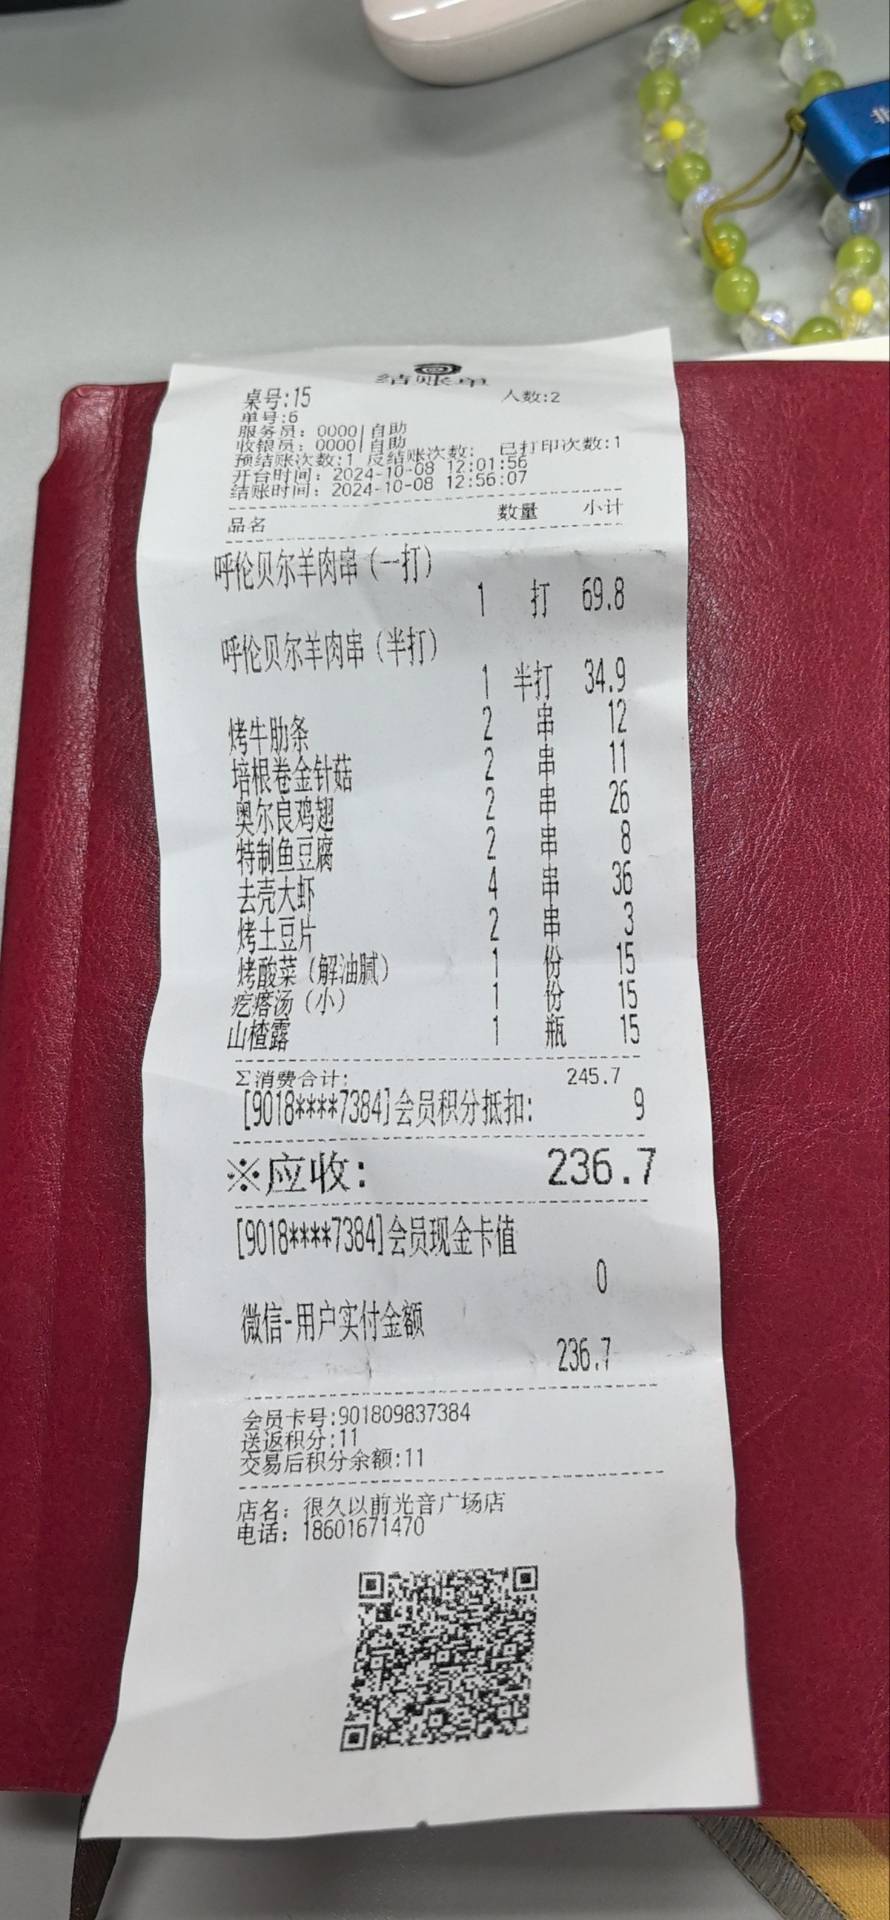 结账单
桌号:15 人数:2
单号:6
服务员: 0000|自助
收银员: 0000|自助
预结账次数:1 反结账次数: 已打印次数:1
开台时间: 2024-10-08 12:01:56
结账时间: 2024-10-08 12:56:07
品名 数量 小计
呼伦贝尔羊肉串(一打)
1 打 69.8
呼伦贝尔羊肉串(半打)
1 半打 34.9
烤牛肋条 2 串 12
培根卷金针菇 2 串 11
奥尔良鸡翅 2 串 26
特制鱼豆腐 2 串 8
去壳大虾 4 串 36
烤土豆片 2 串 3
烤酸菜(解油腻) 1 份 15
疙瘩汤(小) 1 份 15
山楂露 1 瓶 15
Σ消费合计: 245.7
[9018****7384]会员积分抵扣: 9
※应收: 236.7
[9018****7384]会员现金卡值
0
微信-用户实付金额
236.7
会员卡号:901809837384
送返积分:11
交易后积分余额:11
店名: 很久以前光音广场店
电话: 18601671470